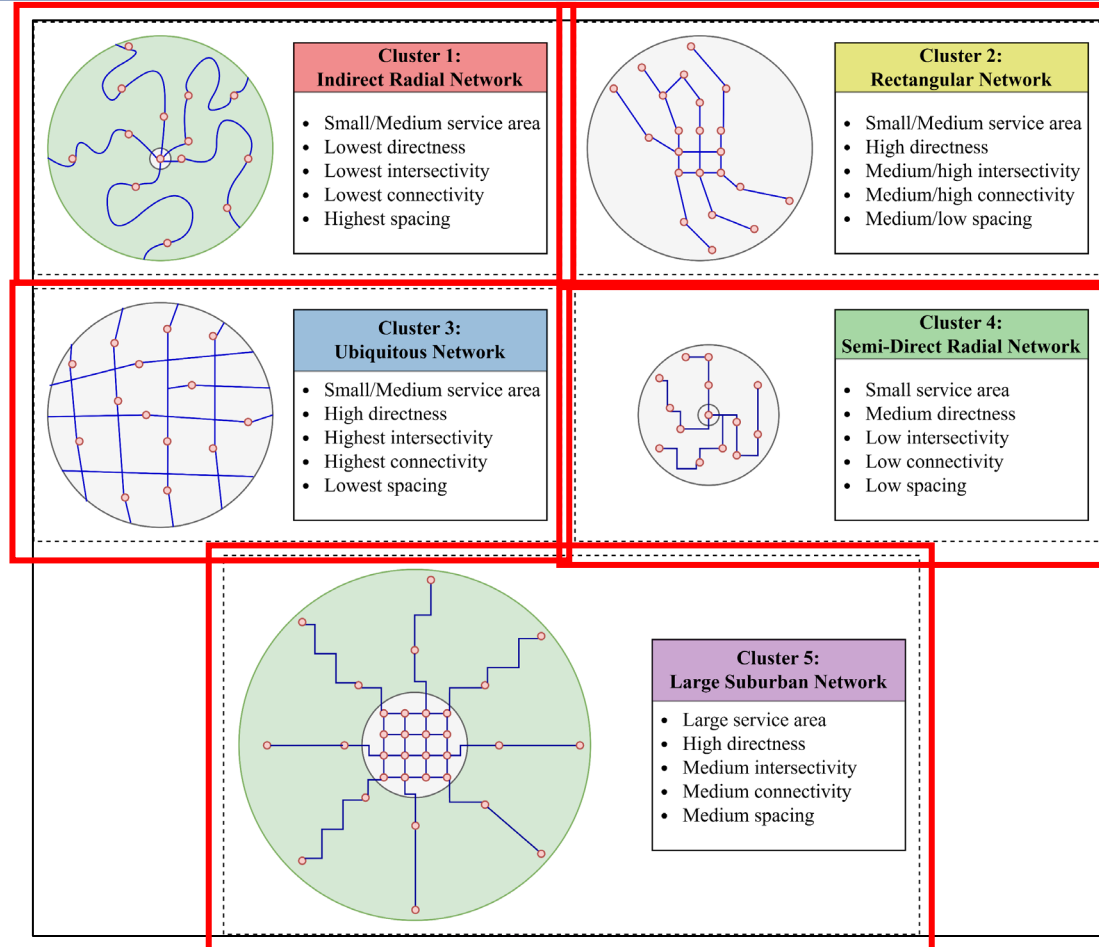 Cluster 1:
Indirect Radial Network
• Small/Medium service area
• Lowest directness
• Lowest intersectivity
• Lowest connectivity
• Highest spacing
Cluster 2:
Rectangular Network
• Small/Medium service area
• High directness
• Medium/high intersectivity
• Medium/high connectivity
• Medium/low spacing
Cluster 3:
Ubiquitous Network
• Small/Medium service area
• High directness
• Highest intersectivity
• Highest connectivity
• Lowest spacing
Cluster 4:
Semi-Direct Radial Network
• Small service area
• Medium directness
• Low intersectivity
• Low connectivity
• Low spacing
Cluster 5:
Large Suburban Network
• Large service area
• High directness
• Medium intersectivity
• Medium connectivity
• Medium spacing